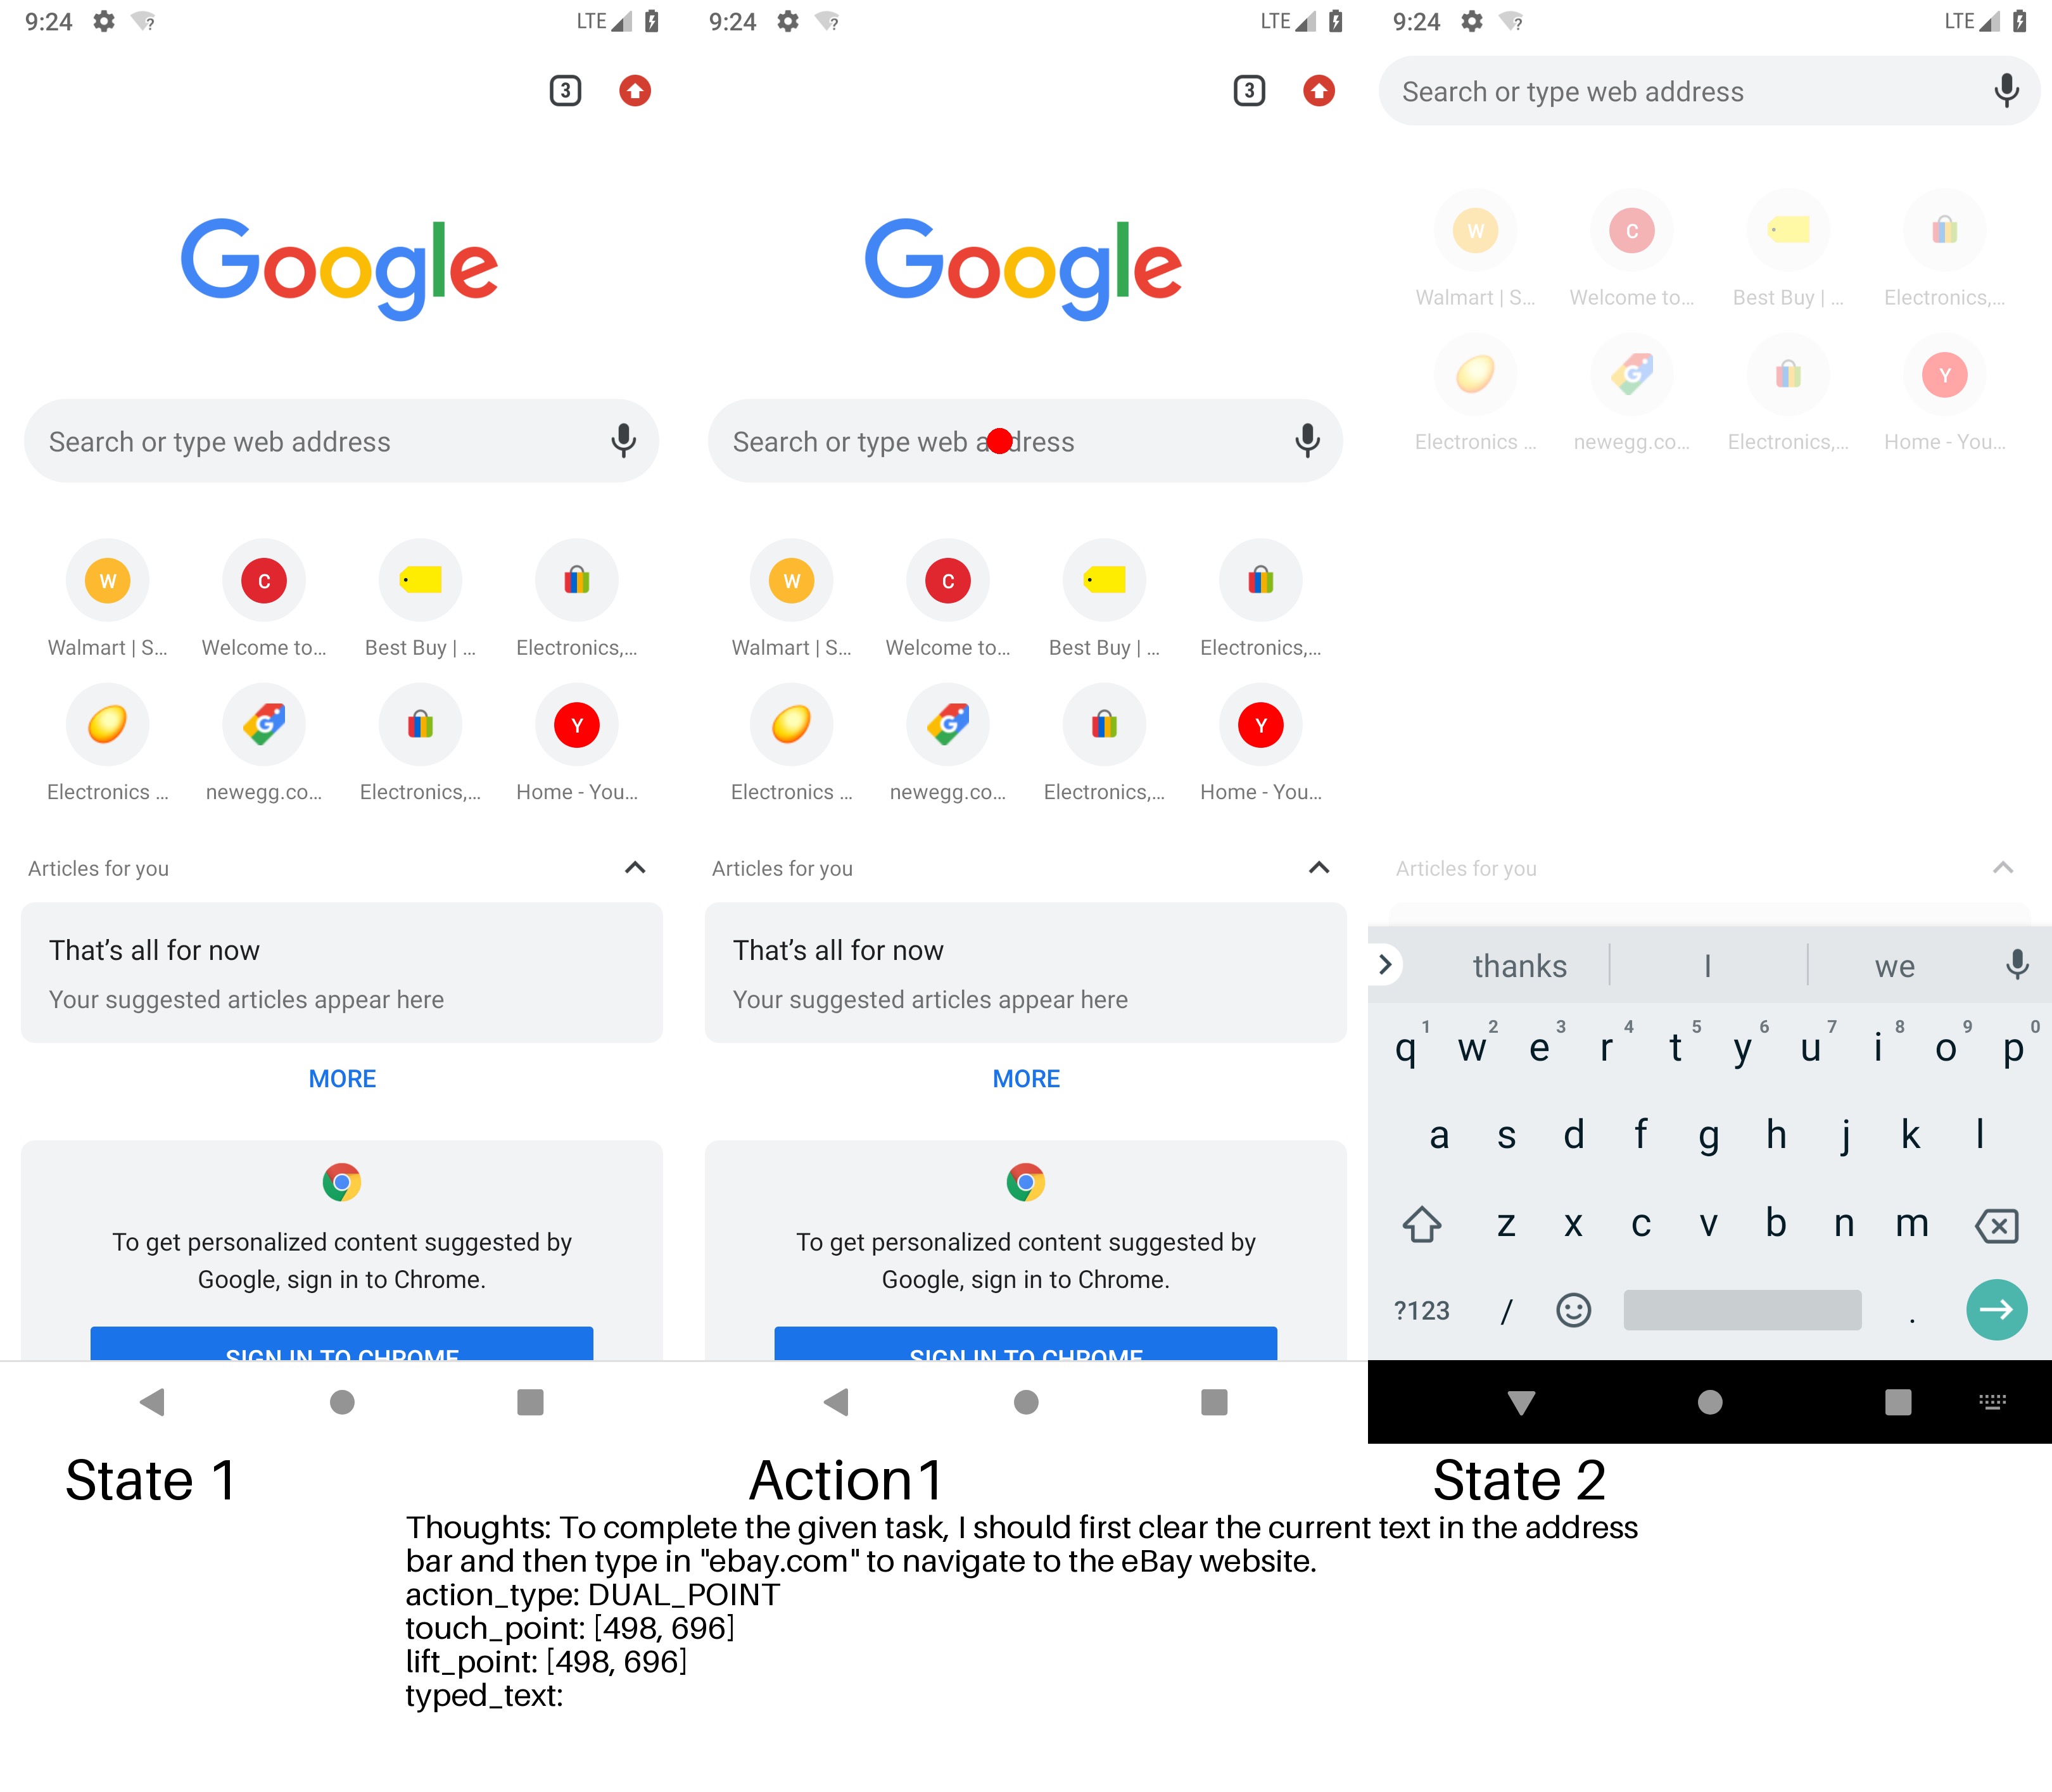 9:24 ? LTE
3
Google
Search or type web address
W C
Walmart | S... Welcome to... Best Buy | ... Electronics,...
G Y
Electronics ... newegg.co... Electronics,... Home - You...
Articles for you
That's all for now
Your suggested articles appear here
MORE
To get personalized content suggested by
Google, sign in to Chrome.
SIGN IN TO CHROME
State 1
9:24 ? LTE
3
Google
Search or type web address
W C
Walmart | S... Welcome to... Best Buy | ... Electronics,...
G Y
Electronics ... newegg.co... Electronics,... Home - You...
Articles for you
That's all for now
Your suggested articles appear here
MORE
To get personalized content suggested by
Google, sign in to Chrome.
SIGN IN TO CHROME
Action1
9:24 ? LTE
Search or type web address
W C
Walmart | S... Welcome to... Best Buy | ... Electronics,...
G Y
Electronics ... newegg.co... Electronics,... Home - You...
Articles for you
thanks I we
1 2 3 4 5 6 7 8 9 0
q w e r t y u i o p
a s d f g h j k l
z x c v b n m
?123 / .
State 2
Thoughts: To complete the given task, I should first clear the current text in the address
bar and then type in "ebay.com" to navigate to the eBay website.
action_type: DUAL_POINT
touch_point: [498, 696]
lift_point: [498, 696]
typed_text: